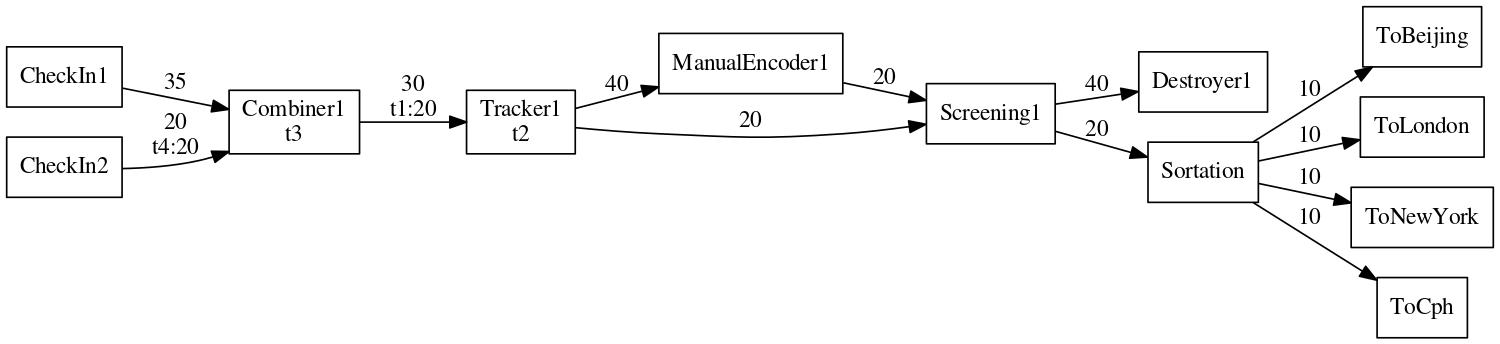 CheckIn1
35
CheckIn2
20
t4:20
Combiner1
t3
30
t1:20
Tracker1
t2
40
20
ManualEncoder1
20
Screening1
40
20
Destroyer1
Sortation
10
10
10
10
ToBeijing
ToLondon
ToNewYork
ToCph